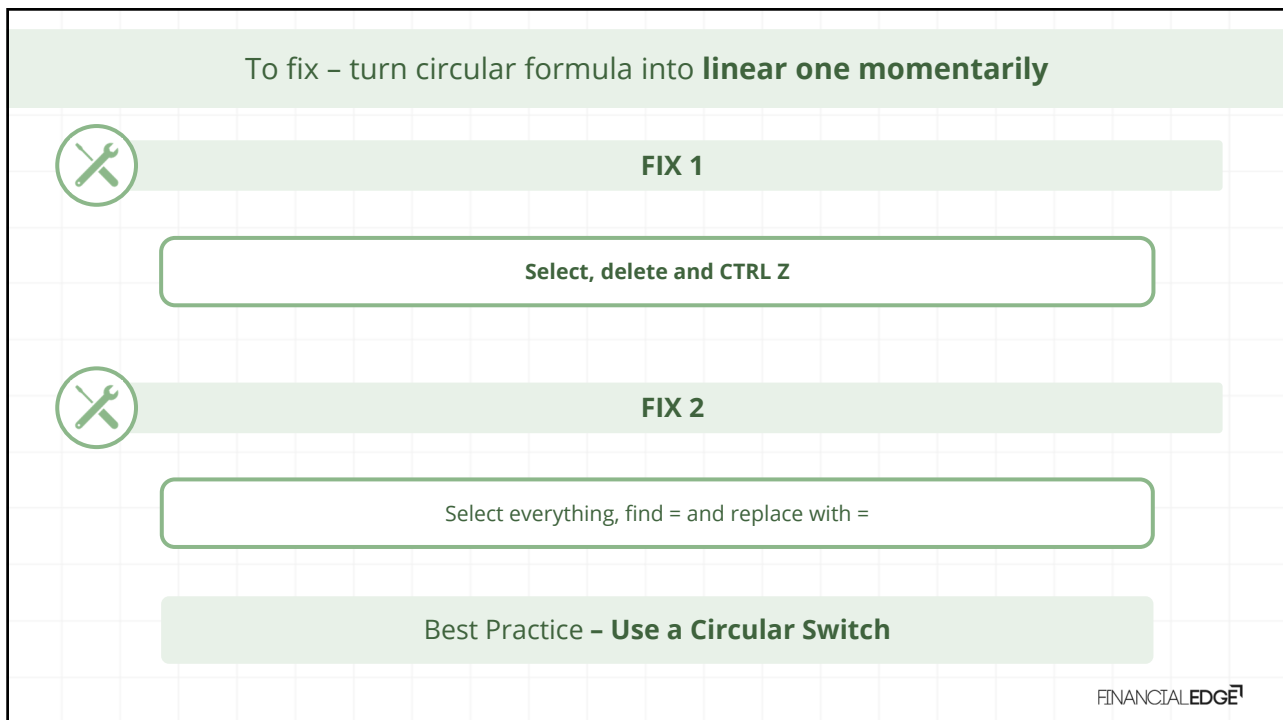 To fix – turn circular formula into linear one momentarily
FIX 1
Select, delete and CTRL Z
FIX 2
Select everything, find = and replace with =
Best Practice – Use a Circular Switch
FINANCIALEDGE